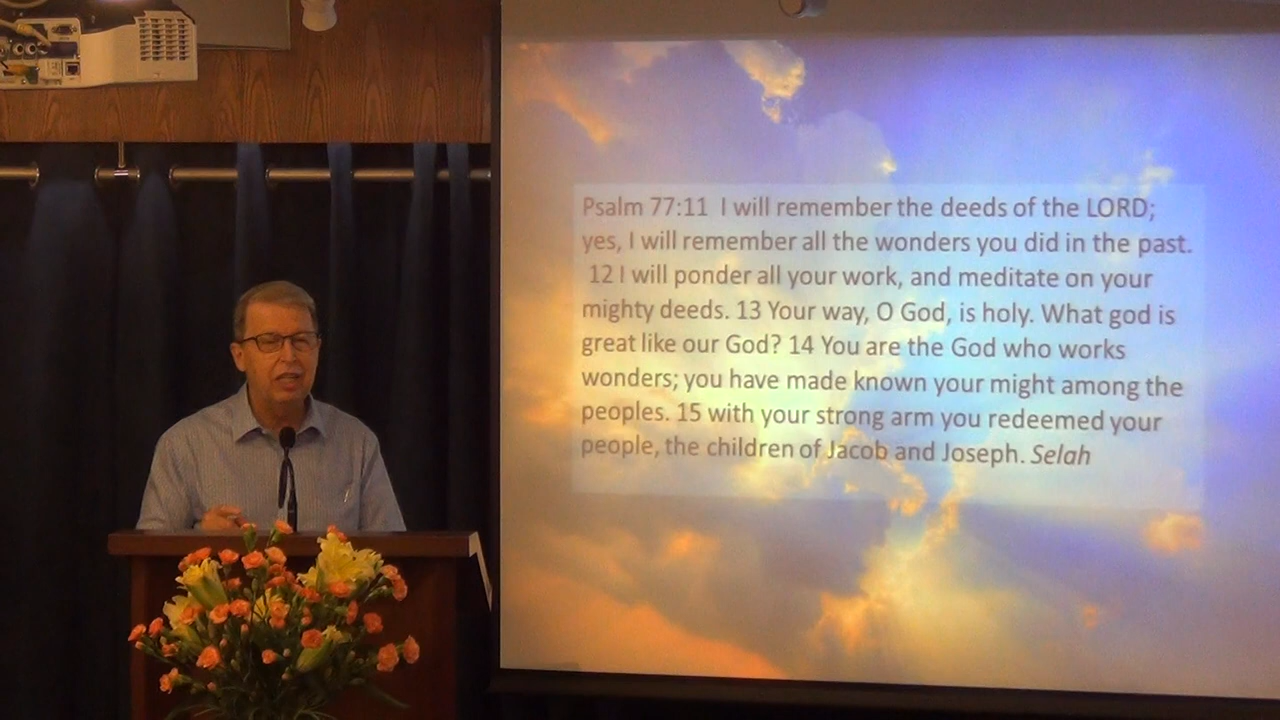 Psalm 77:11 I will remember the deeds of the LORD;
yes, I will remember all the wonders you did in the past.
12 I will ponder all your work, and meditate on your
mighty deeds. 13 Your way, O God, is holy. What god is
great like our God? 14 You are the God who works
wonders; you have made known your might among the
peoples. 15 with your strong arm you redeemed your
people, the children of Jacob and Joseph. Selah